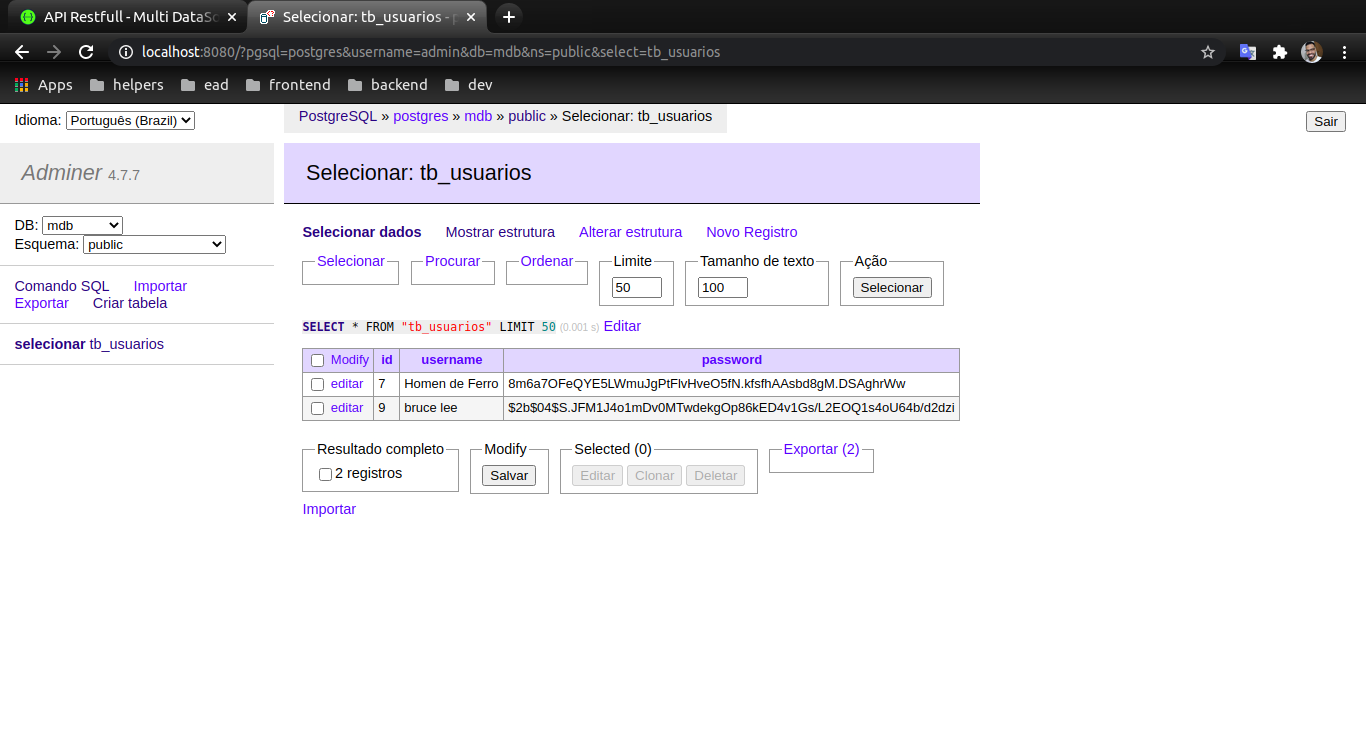 API Restfull - Multi DataSo
Selecionar: tb_usuarios - p
localhost:8080/?pgsql=postgres&username=admin&db=mdb&ns=public&select=tb_usuarios
Apps helpers ead frontend backend dev
Idioma: Português (Brazil)
PostgreSQL » postgres » mdb » public » Selecionar: tb_usuarios
Sair
Adminer 4.7.7
Selecionar: tb_usuarios
DB: mdb
Esquema: public
Comando SQL Importar
Exportar Criar tabela
selecionar tb_usuarios
Selecionar dados Mostrar estrutura Alterar estrutura Novo Registro
Selecionar Procurar Ordenar Limite Tamanho de texto Ação
50 100 Selecionar
SELECT * FROM "tb_usuarios" LIMIT 50 (0.001 s) Editar
Modify id username password
editar 7 Homen de Ferro 8m6a7OFeQYE5LWmuJgPtFlvHveO5fN.kfsfhAAsbd8gM.DSAghrWw
editar 9 bruce lee $2b$04$S.JFM1J4o1mDv0MTwdekgOp86kED4v1Gs/L2EOQ1s4oU64b/d2dzi
Resultado completo Modify Selected (0) Exportar (2)
2 registros Salvar Editar Clonar Deletar
Importar